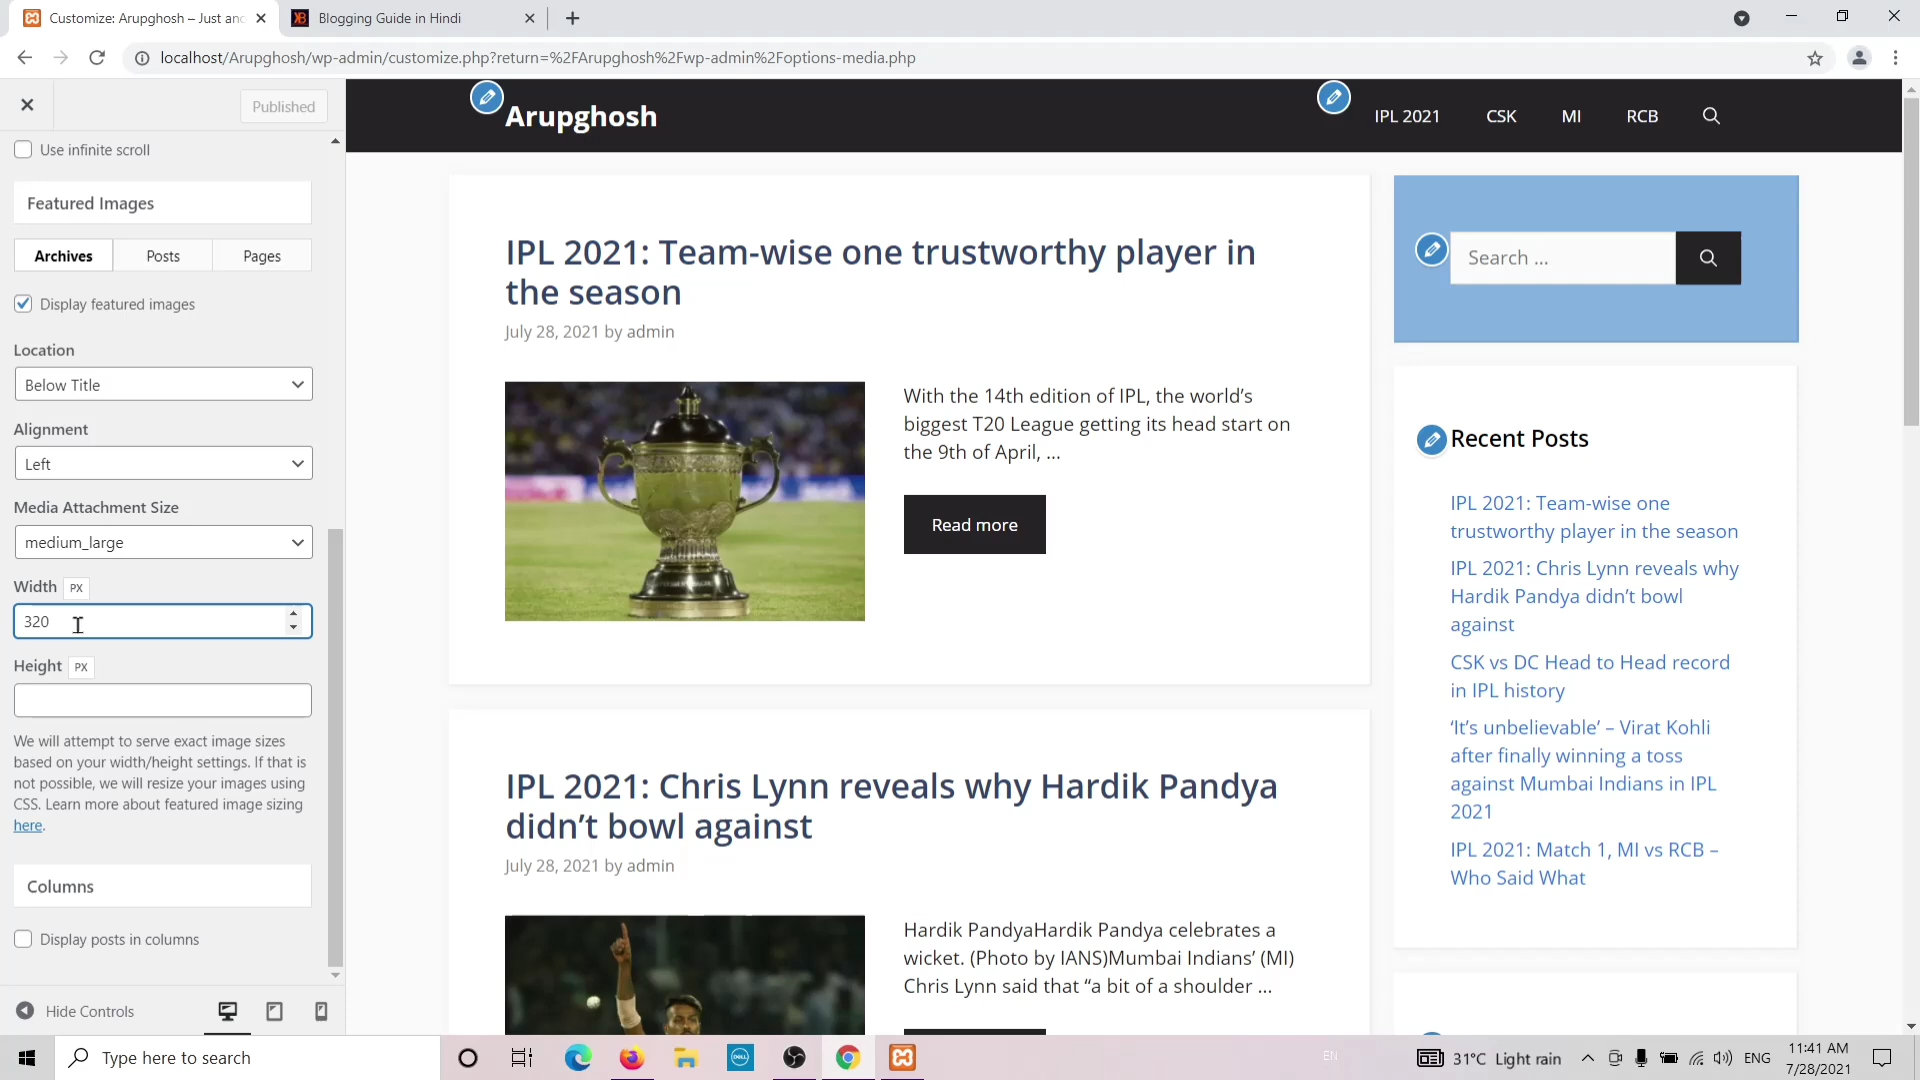 Customize: Arupghosh – Just anc
Blogging Guide in Hindi
localhost/Arupghosh/wp-admin/customize.php?return=%2FArupghosh%2Fwp-admin%2Foptions-media.php
Published
Use infinite scroll
Featured Images
Archives
Posts
Pages
Display featured images
Location
Below Title
Alignment
Left
Media Attachment Size
medium_large
Width PX
320
Height PX
We will attempt to serve exact image sizes
based on your width/height settings. If that is
not possible, we will resize your images using
CSS. Learn more about featured image sizing
here.
Columns
Display posts in columns
Hide Controls
Arupghosh
IPL 2021
CSK
MI
RCB
IPL 2021: Team-wise one trustworthy player in
the season
July 28, 2021 by admin
With the 14th edition of IPL, the world’s
biggest T20 League getting its head start on
the 9th of April, ...
Read more
IPL 2021: Chris Lynn reveals why Hardik Pandya
didn’t bowl against
July 28, 2021 by admin
Hardik PandyaHardik Pandya celebrates a
wicket. (Photo by IANS)Mumbai Indians’ (MI)
Chris Lynn said that “a bit of a shoulder ...
Search ...
Recent Posts
IPL 2021: Team-wise one
trustworthy player in the season
IPL 2021: Chris Lynn reveals why
Hardik Pandya didn’t bowl
against
CSK vs DC Head to Head record
in IPL history
‘It’s unbelievable’ – Virat Kohli
after finally winning a toss
against Mumbai Indians in IPL
2021
IPL 2021: Match 1, MI vs RCB –
Who Said What
Type here to search
DELL
EN
31°C Light rain
ENG
11:41 AM
7/28/2021